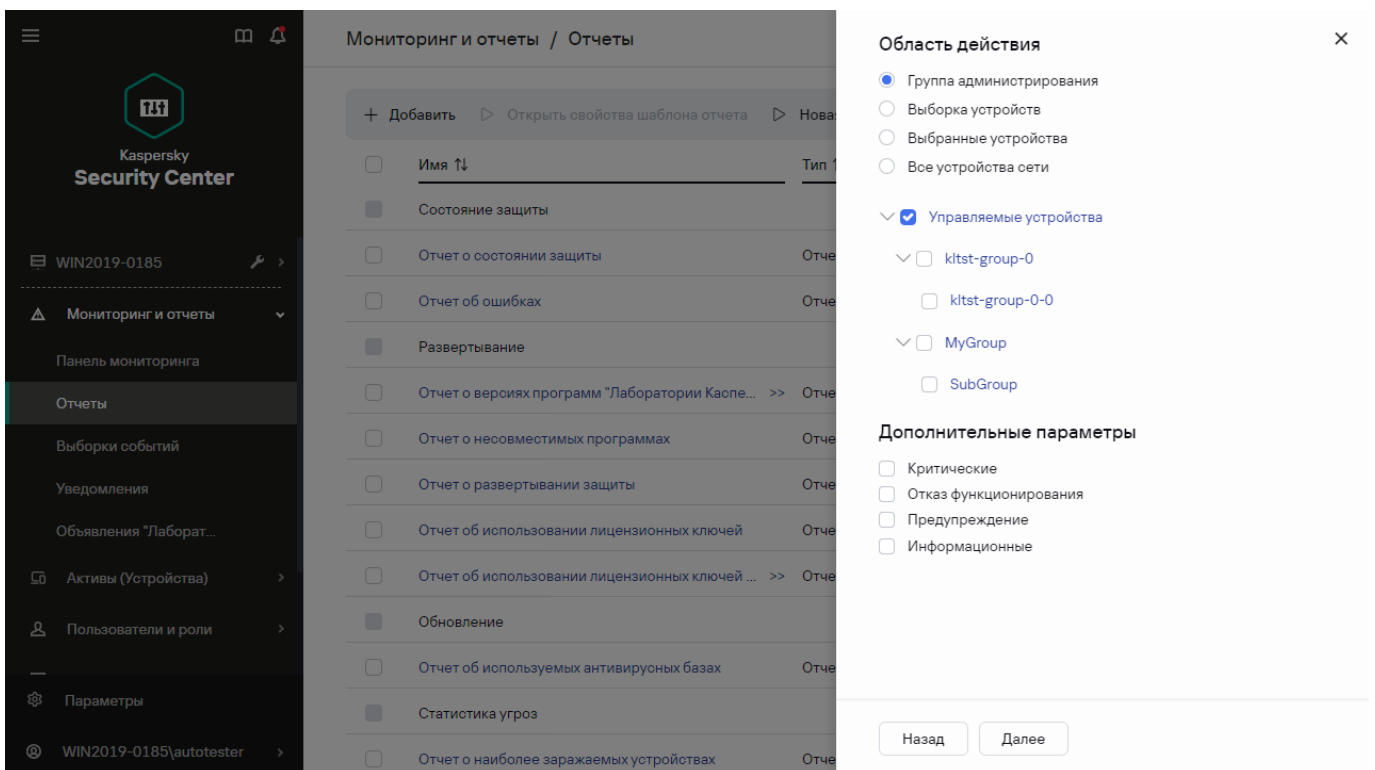 Kaspersky
Security Center
WIN2019-0185
Мониторинг и отчеты
Панель мониторинга
Отчеты
Выборки событий
Уведомления
Объявления "Лаборат...
Активы (Устройства)
Пользователи и роли
Параметры
WIN2019-0185\autotester
Мониторинг и отчеты / Отчеты
Добавить Открыть свойства шаблона отчета Нова
Имя Тип
Состояние защиты
Отчет о состоянии защиты Отче
Отчет об ошибках Отче
Развертывание
Отчет о версиях программ "Лаборатории Каспе... >> Отче
Отчет о несовместимых программах Отче
Отчет о развертывании защиты Отче
Отчет об использовании лицензионных ключей Отче
Отчет об использовании лицензионных ключей ... >> Отче
Обновление
Отчет об используемых антивирусных базах Отче
Статистика угроз
Отчет о наиболее заражаемых устройствах Отче
Область действия
Группа администрирования
Выборка устройств
Выбранные устройства
Все устройства сети
Управляемые устройства
kltst-group-0
kltst-group-0-0
MyGroup
SubGroup
Дополнительные параметры
Критические
Отказ функционирования
Предупреждение
Информационные
Назад Далее